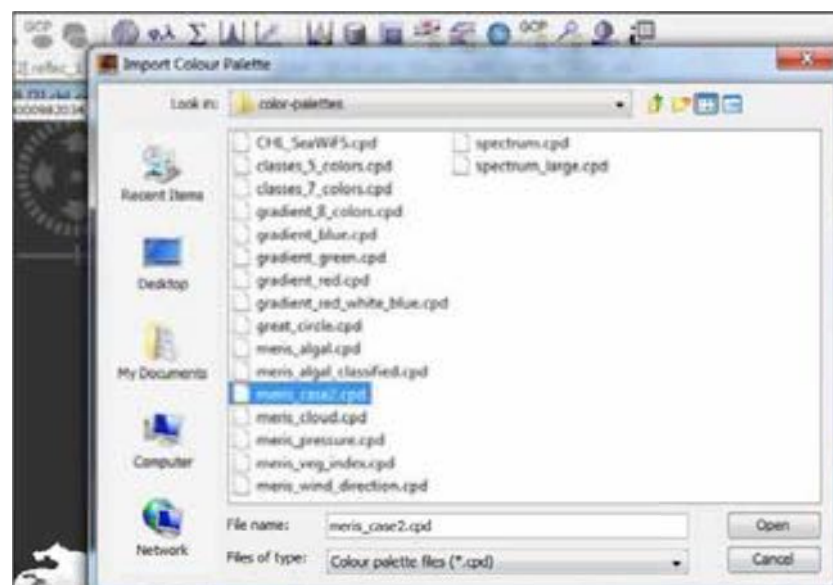 GCP
φ,λ Σ
GCP
Import Colour Palette
Look in: color-palettes
CHL_SeaWiFS.cpd
classes_5_colors.cpd
classes_7_colors.cpd
gradient_8_colors.cpd
gradient_blue.cpd
gradient_green.cpd
gradient_red.cpd
gradient_red_white_blue.cpd
great_circle.cpd
meris_algal.cpd
meris_algal_classified.cpd
meris_case2.cpd
meris_cloud.cpd
meris_pressure.cpd
meris_veg_index.cpd
meris_wind_direction.cpd
spectrum.cpd
spectrum_large.cpd
Recent Items
Desktop
My Documents
Computer
Network
File name: meris_case2.cpd
Open
Files of type: Colour palette files (*.cpd)
Cancel